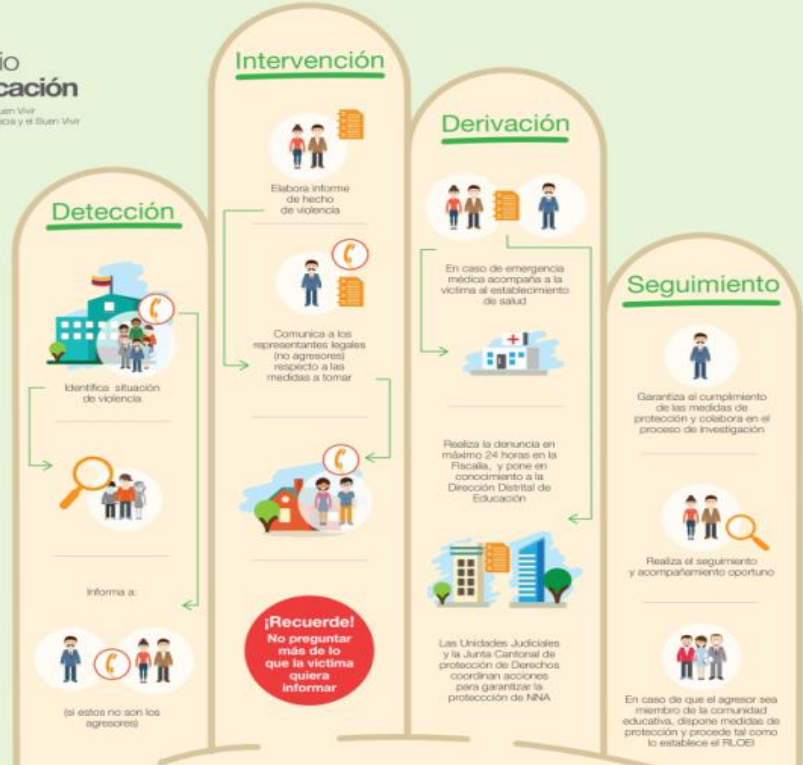 io
cación
uen Vivir
cia y el Buen Vivir
Detección
Identifica situación
de violencia
Informa a:
(si estos no son los
agresores)
Intervención
Elabora informe
de hecho
de violencia
Comunica a los
representantes legales
(no agresores)
respecto a las
medidas a tomar
¡Recuerde!
No preguntar
más de lo
que la víctima
quiera
informar
Derivación
En caso de emergencia
médica acompaña a la
víctima al establecimiento
de salud
Realiza la denuncia en
máximo 24 horas en la
Fiscalía, y pone en
conocimiento a la
Dirección Distrital de
Educación
Las Unidades Judiciales
y la Junta Cantonal de
protección de Derechos
coordinan acciones
para garantizar la
proteccción de NNA
Seguimiento
Garantiza el cumplimiento
de las medidas de
protección y colabora en el
proceso de investigación
Realiza el seguimiento
y acompañamiento oportuno
En caso de que el agresor sea
miembro de la comunidad
educativa, dispone medidas de
protección y procede tal como
lo establece el RLOEI